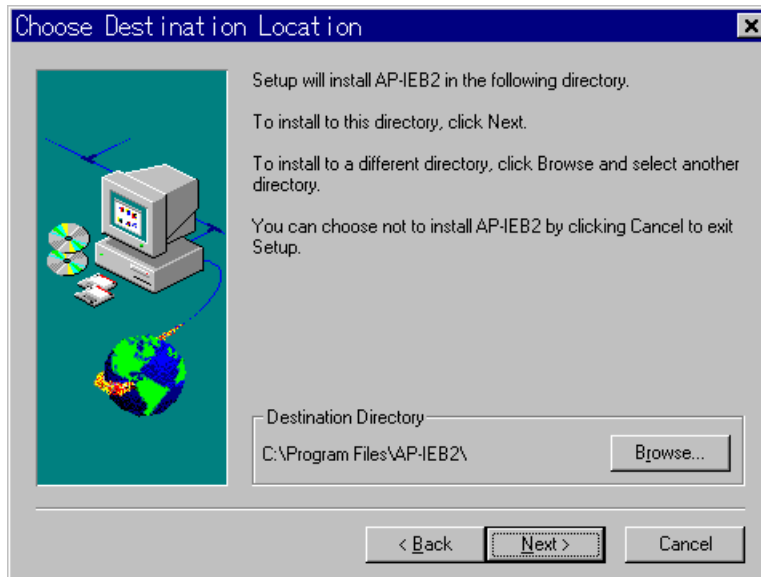 Choose Destination Location
Setup will install AP-IEB2 in the following directory.
To install to this directory, click Next.
To install to a different directory, click Browse and select another
directory.
You can choose not to install AP-IEB2 by clicking Cancel to exit
Setup.
Destination Directory
C:\Program Files\AP-IEB2\
Browse...
< Back
Next >
Cancel